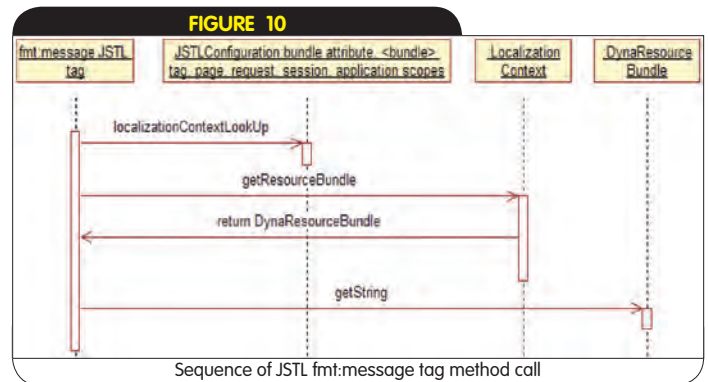 FIGURE 10
fmt:message JSTL
tag
JSTLConfiguration bundle attribute, <bundle>
tag, page, request, session, application scopes
Localization
Context
DynaResource
Bundle
localizationContextLookUp
getResourceBundle
return DynaResourceBundle
getString
Sequence of JSTL fmt:message tag method call